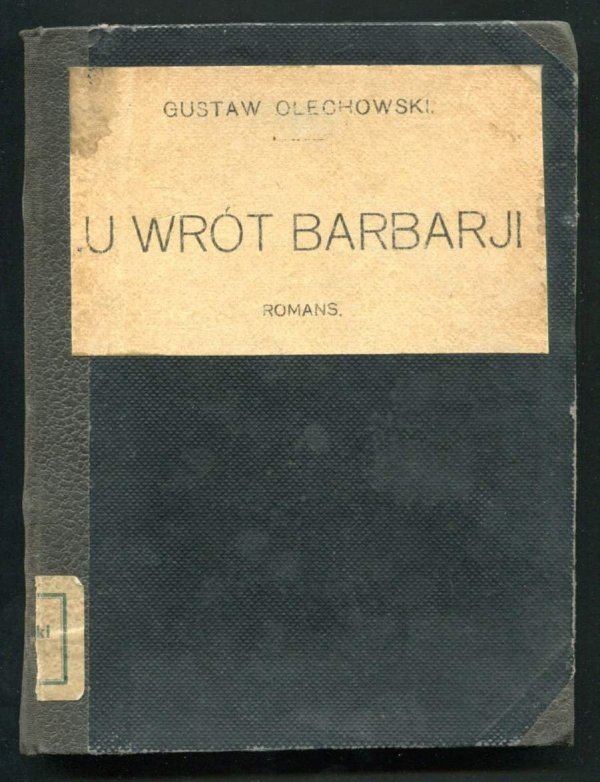 GUSTAW OLECHOWSKI.
U WRÓT BARBARJI
ROMANS.